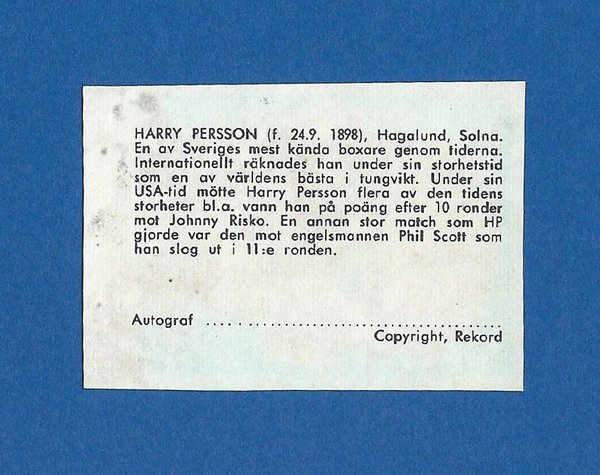 HARRY PERSSON (f. 24.9. 1898), Hagalund, Solna.
En av Sveriges mest kända boxare genom tiderna.
Internationellt räknades han under sin storhetstid
som en av världens bästa i tungvikt. Under sin
USA-tid mötte Harry Persson flera av den tidens
storheter bl.a. vann han på poäng efter 10 ronder
mot Johnny Risko. En annan stor match som HP
gjorde var den mot engelsmannen Phil Scott som
han slog ut i 11:e ronden.
Autograf ..............................................
Copyright, Rekord